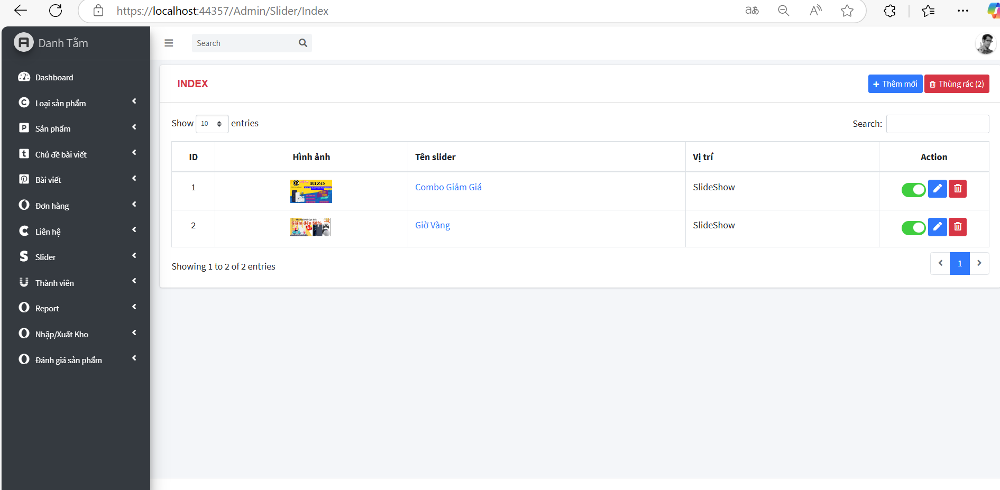 https://localhost:44357/Admin/Slider/Index
Danh Tằm
Search
Dashboard
Loại sản phẩm
Sản phẩm
Chủ đề bài viết
Bài viết
Đơn hàng
Liên hệ
Slider
Thành viên
Report
Nhập/Xuất Kho
Đánh giá sản phẩm
INDEX
Thêm mới
Thùng rác (2)
Show 10 entries
Search:
ID Hình ảnh Tên slider Vị trí Action
1 BIZO Combo Giảm Giá SlideShow
2 Giảm đến 50% Giờ Vàng SlideShow
Showing 1 to 2 of 2 entries
1